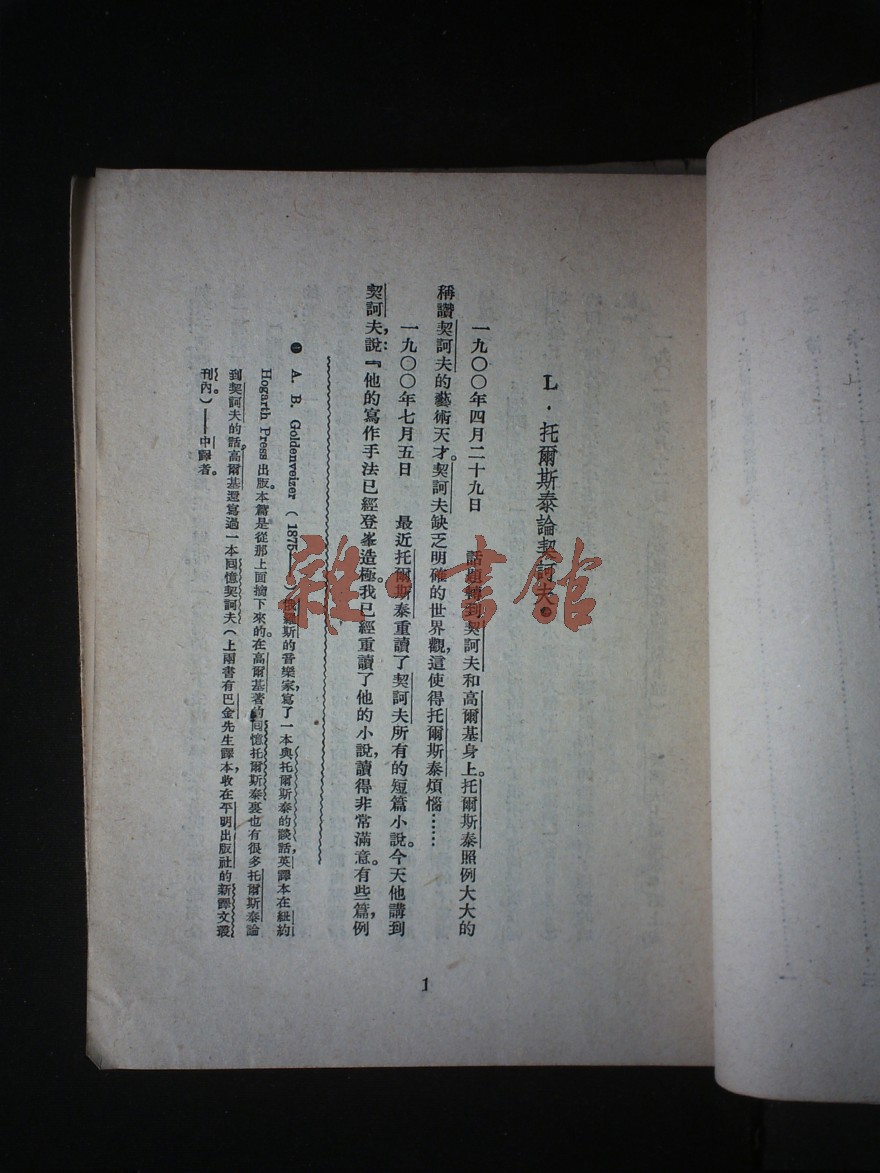 L．托爾斯泰論契訶夫❶
一九〇〇年四月二十九日　話題轉到契訶夫和高爾基身上。托爾斯泰照例大大的
稱讚契訶夫的藝術天才。契訶夫缺乏明確的世界觀，這使得托爾斯泰煩惱……
一九〇〇年七月五日　最近托爾斯泰重讀了契訶夫所有的短篇小說。今天他講到
契訶夫，說：『他的寫作手法已經登峯造極。我已經重讀了他的小說，讀得非常滿意。有些篇，例
❶ A. B. Goldenveizer（1875—）俄羅斯的音樂家，寫了一本與托爾斯泰的談話，英譯本在紐約
Hogarth Press 出版。本篇是從那上面摘下來的。在高爾基著的回憶托爾斯泰裏也有很多托爾斯泰論
到契訶夫的話。高爾基還寫過一本回憶契訶夫（上兩書有巴金先生譯本，收在平明出版社的新譯文叢
刊內）。——中譯者。
1
雜·書館